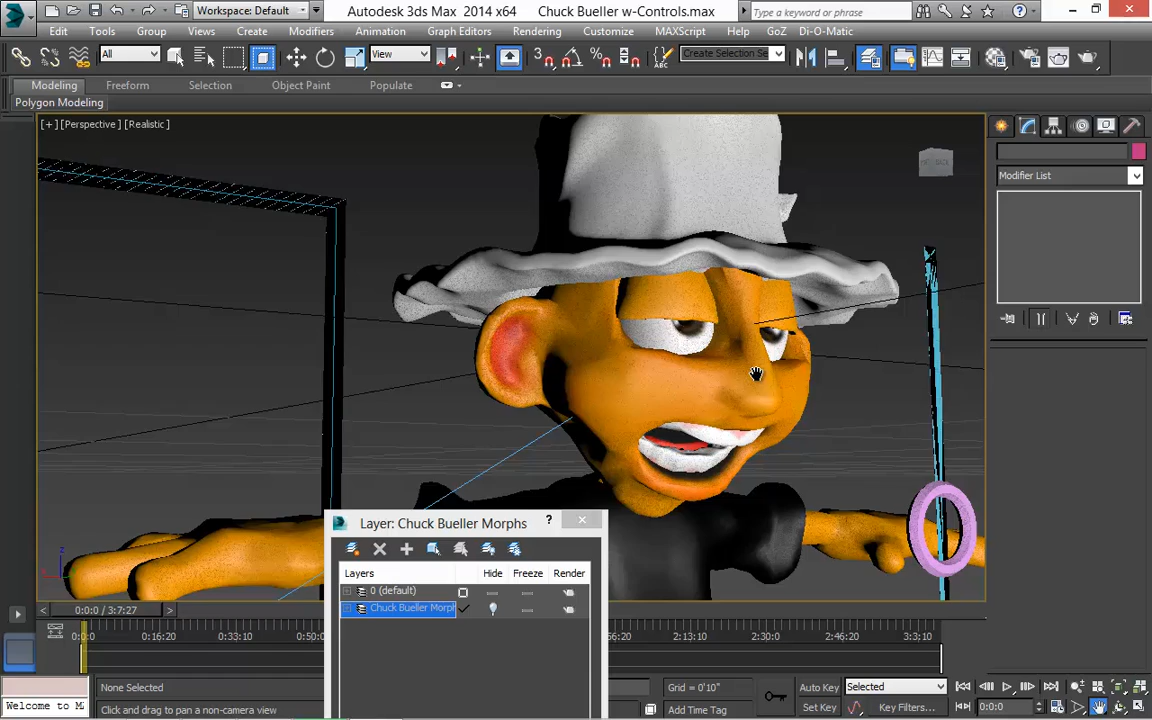 Workspace: Default
Autodesk 3ds Max 2014 x64 Chuck Bueller w-Controls.max
Type a keyword or phrase
Edit Tools Group Views Create Modifiers Animation Graph Editors Rendering Customize MAXScript Help GoZ Di-O-Matic
All View Create Selection Se
Modeling Freeform Selection Object Paint Populate
Polygon Modeling
[+] [Perspective] [Realistic]
Modifier List
Layer: Chuck Bueller Morphs ?
Layers Hide Freeze Render
0 (default)
Chuck Bueller Morph
z
< 0:0:0 / 3:7:27 >
0:0:0 0:16:20 0:33:10 0:50:0 2:13:10 2:30:0 2:46:20 3:3:10
None Selected Grid = 0'10" Auto Key Selected
Welcome to M Click and drag to pan a non-camera view Add Time Tag Set Key Key Filters... 0:0:0